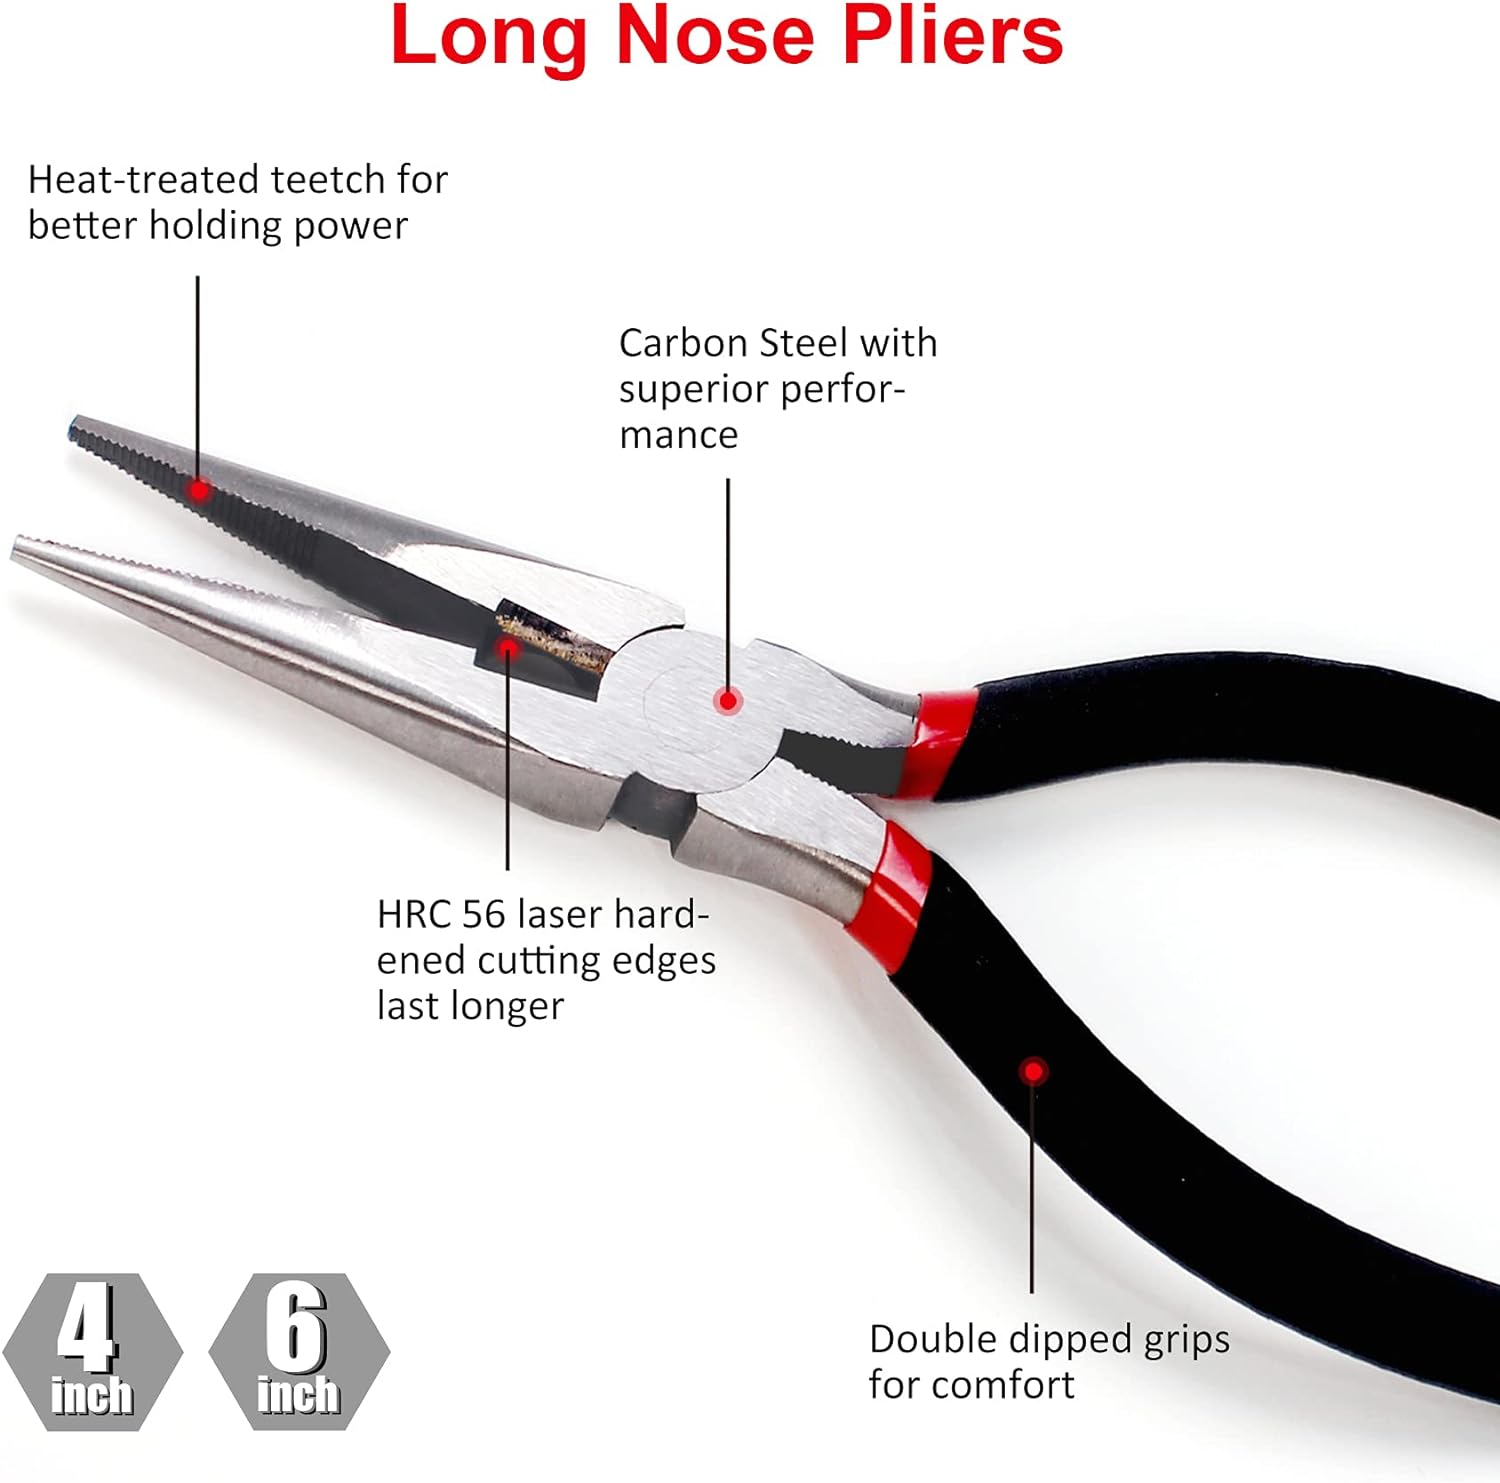 Long Nose Pliers
Heat-treated teetch for
better holding power
Carbon Steel with
superior perfor-
mance
HRC 56 laser hard-
ened cutting edges
last longer
Double dipped grips
for comfort
4
inch
6
inch